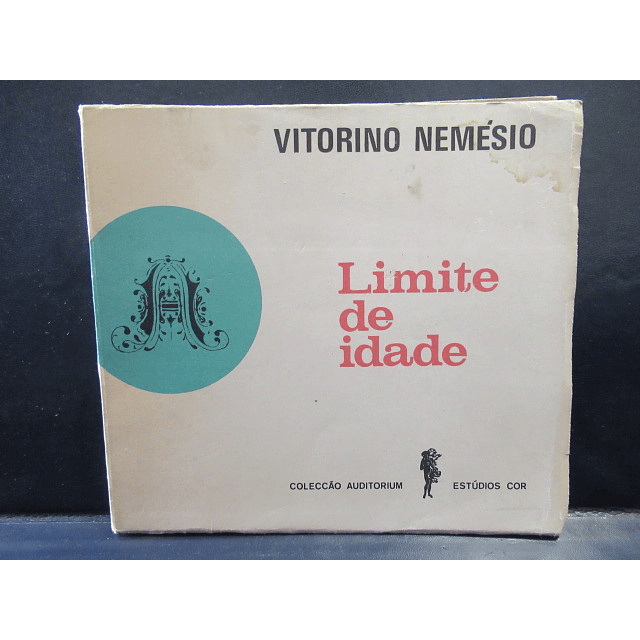 VITORINO NEMÉSIO
Limite
de
idade
COLECCÃO AUDITORIUM
ESTÚDIOS COR